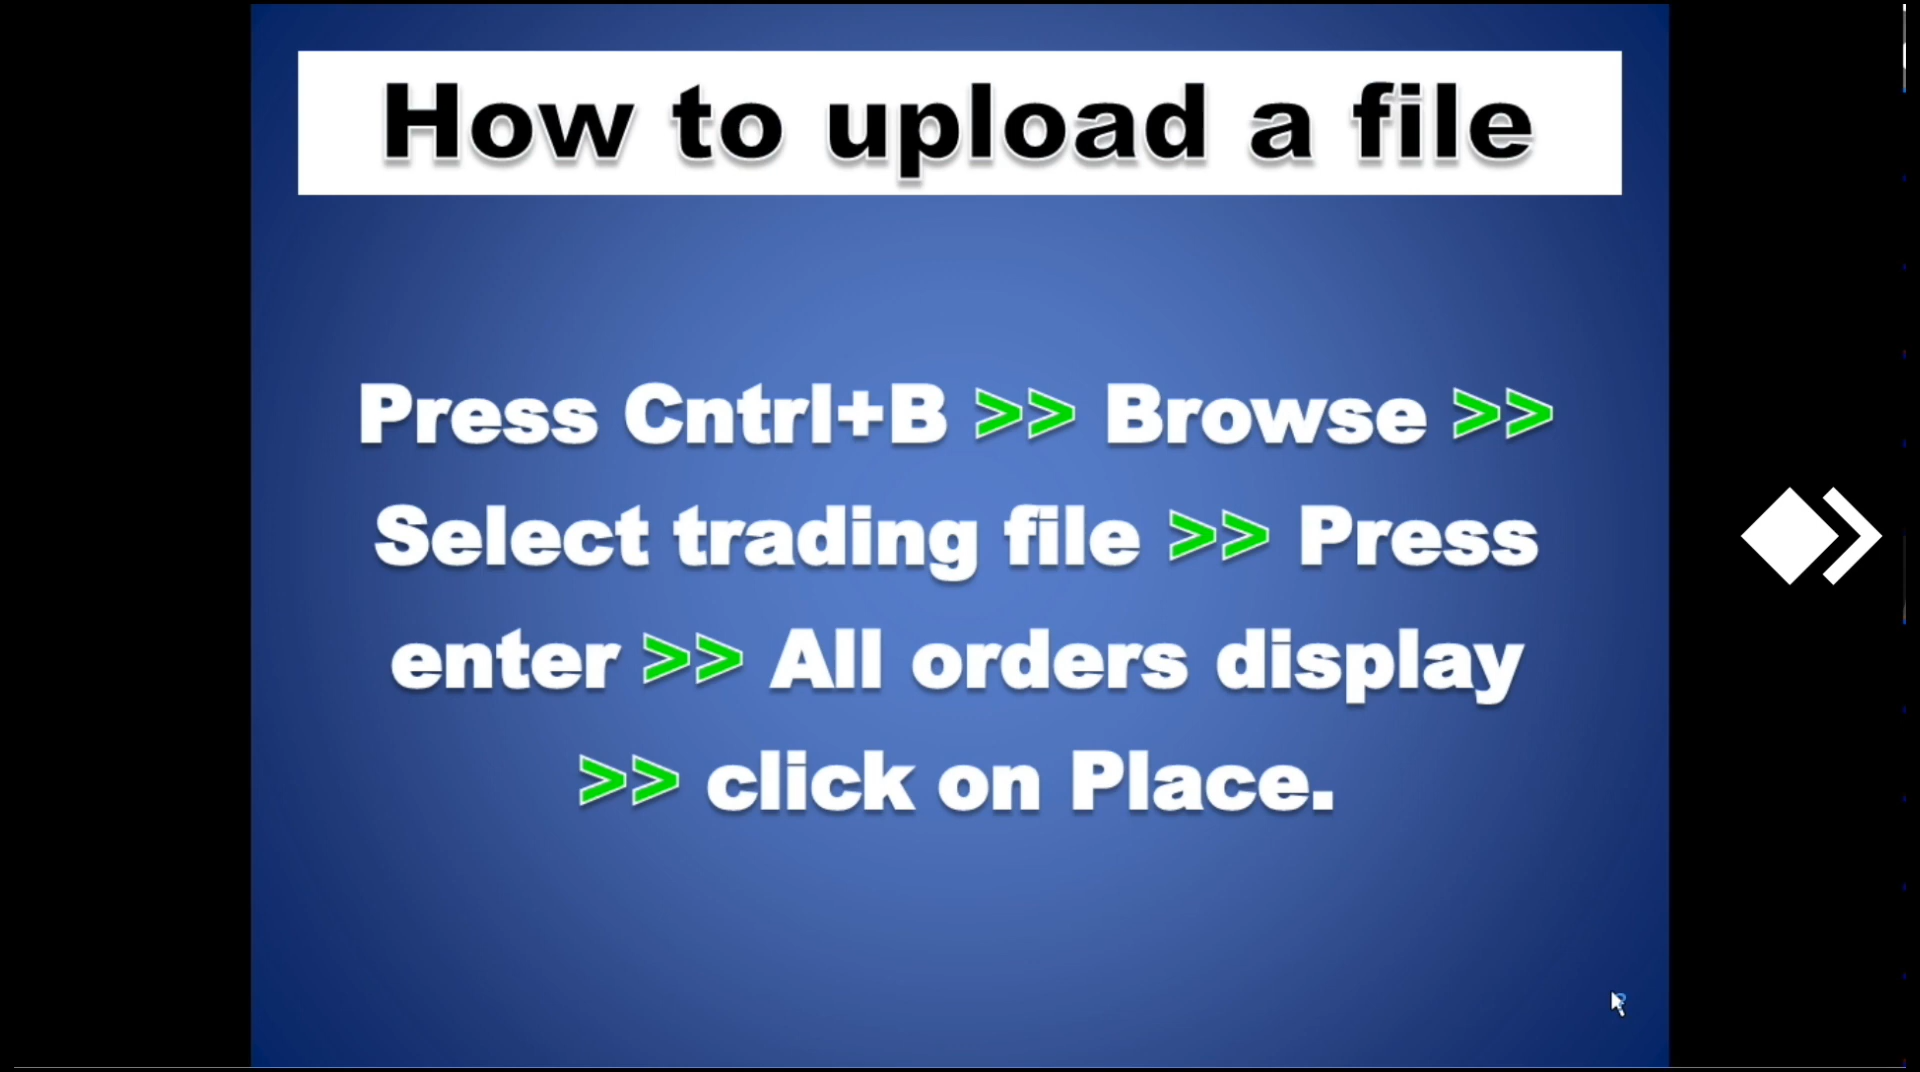 How to upload a file
Press Cntrl+B >> Browse >>
Select trading file >> Press
enter >> All orders display
>> click on Place.